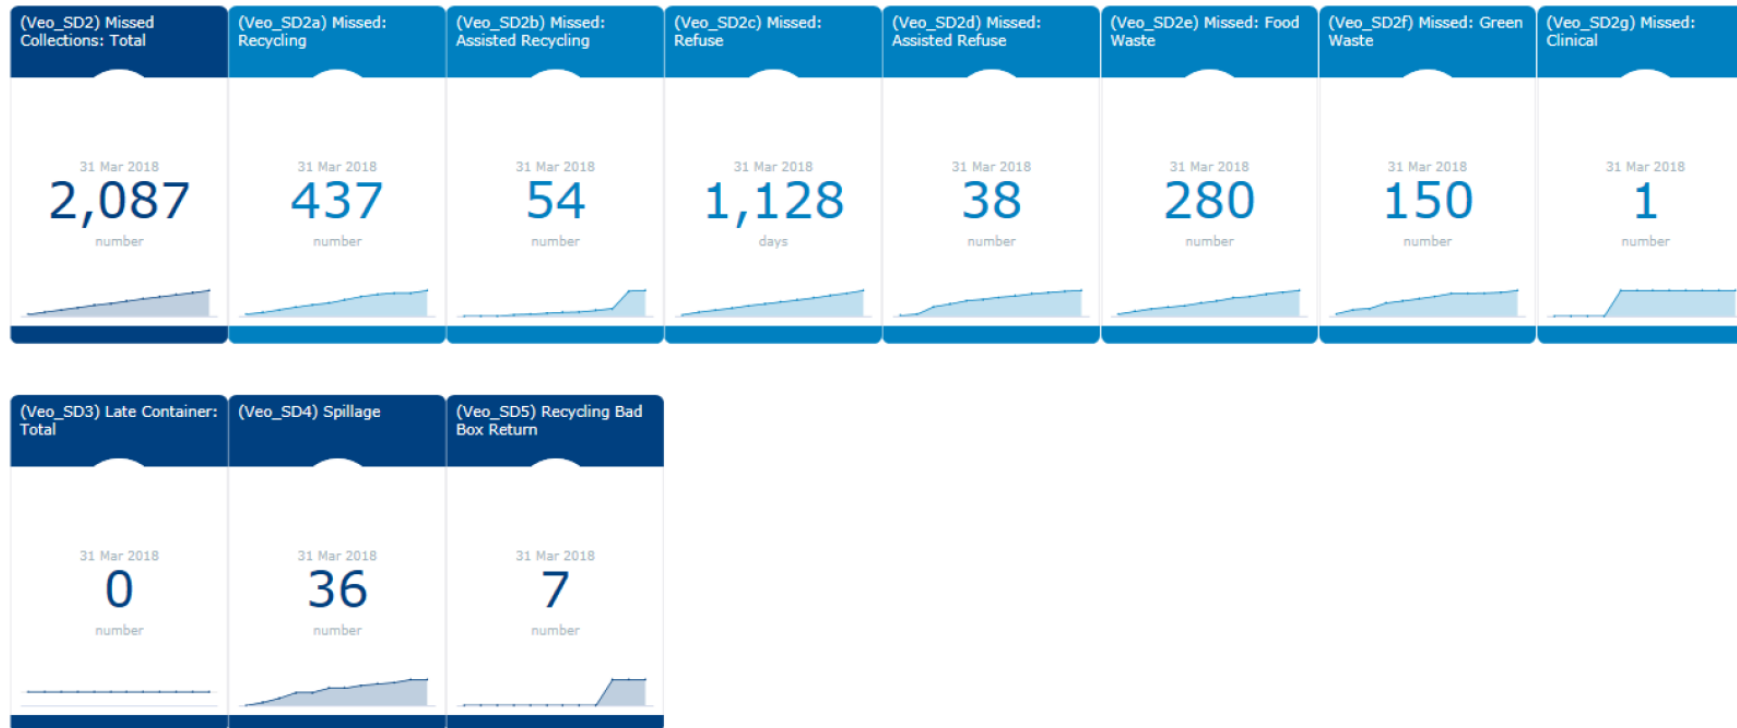 (Veo_SD2) Missed
Collections: Total
31 Mar 2018
2,087
number
(Veo_SD2a) Missed:
Recycling
31 Mar 2018
437
number
(Veo_SD2b) Missed:
Assisted Recycling
31 Mar 2018
54
number
(Veo_SD2c) Missed:
Refuse
31 Mar 2018
1,128
days
(Veo_SD2d) Missed:
Assisted Refuse
31 Mar 2018
38
number
(Veo_SD2e) Missed: Food
Waste
31 Mar 2018
280
number
(Veo_SD2f) Missed: Green
Waste
31 Mar 2018
150
number
(Veo_SD2g) Missed:
Clinical
31 Mar 2018
1
number
(Veo_SD3) Late Container:
Total
31 Mar 2018
0
number
(Veo_SD4) Spillage
31 Mar 2018
36
number
(Veo_SD5) Recycling Bad
Box Return
31 Mar 2018
7
number